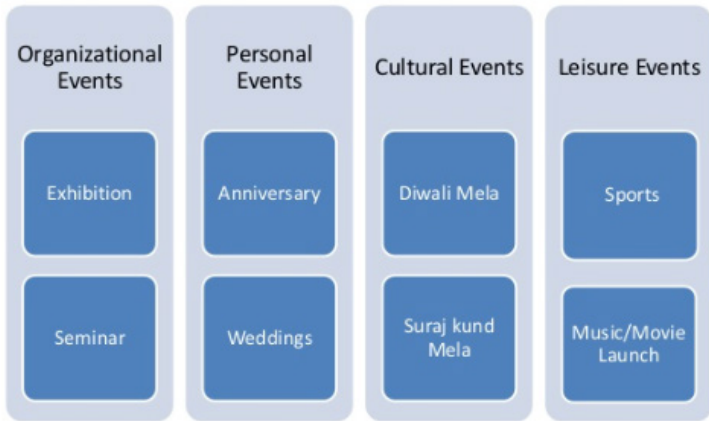 Organizational
Events
Exhibition
Seminar
Personal
Events
Anniversary
Weddings
Cultural Events
Diwali Mela
Suraj kund
Mela
Leisure Events
Sports
Music/Movie
Launch